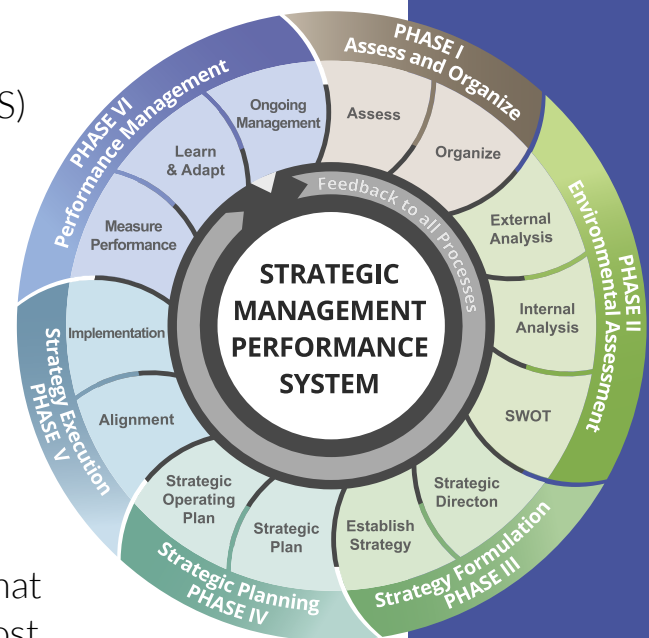 S)
PHASE I
Assess and Organize
Assess
Organize
PHASE II
Environmental Assessment
External
Analysis
Internal
Analysis
SWOT
Strategy Formulation
PHASE III
Strategic
Directon
Establish
Strategy
Strategic Planning
PHASE IV
Strategic
Plan
Strategic
Operating
Plan
Strategy Execution
PHASE V
Alignment
Implementation
PHASE VI
Performance Management
Measure
Performance
Learn
& Adapt
Ongoing
Management
Feedback to all Processes
STRATEGIC
MANAGEMENT
PERFORMANCE
SYSTEM